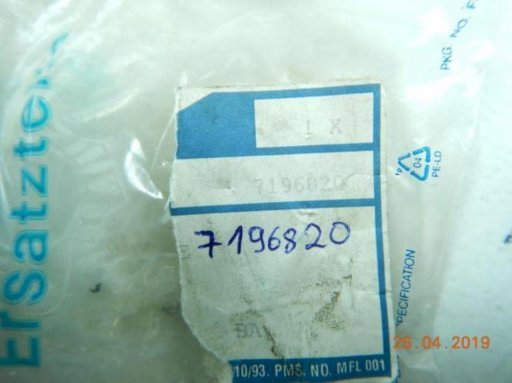 Ersatzteile
PKG. NO. F
1 X
7196820
04
PE-LD
7196820
BA
PECIFICATION
10/93. PMS. NO. MFL 001
26.04.2019